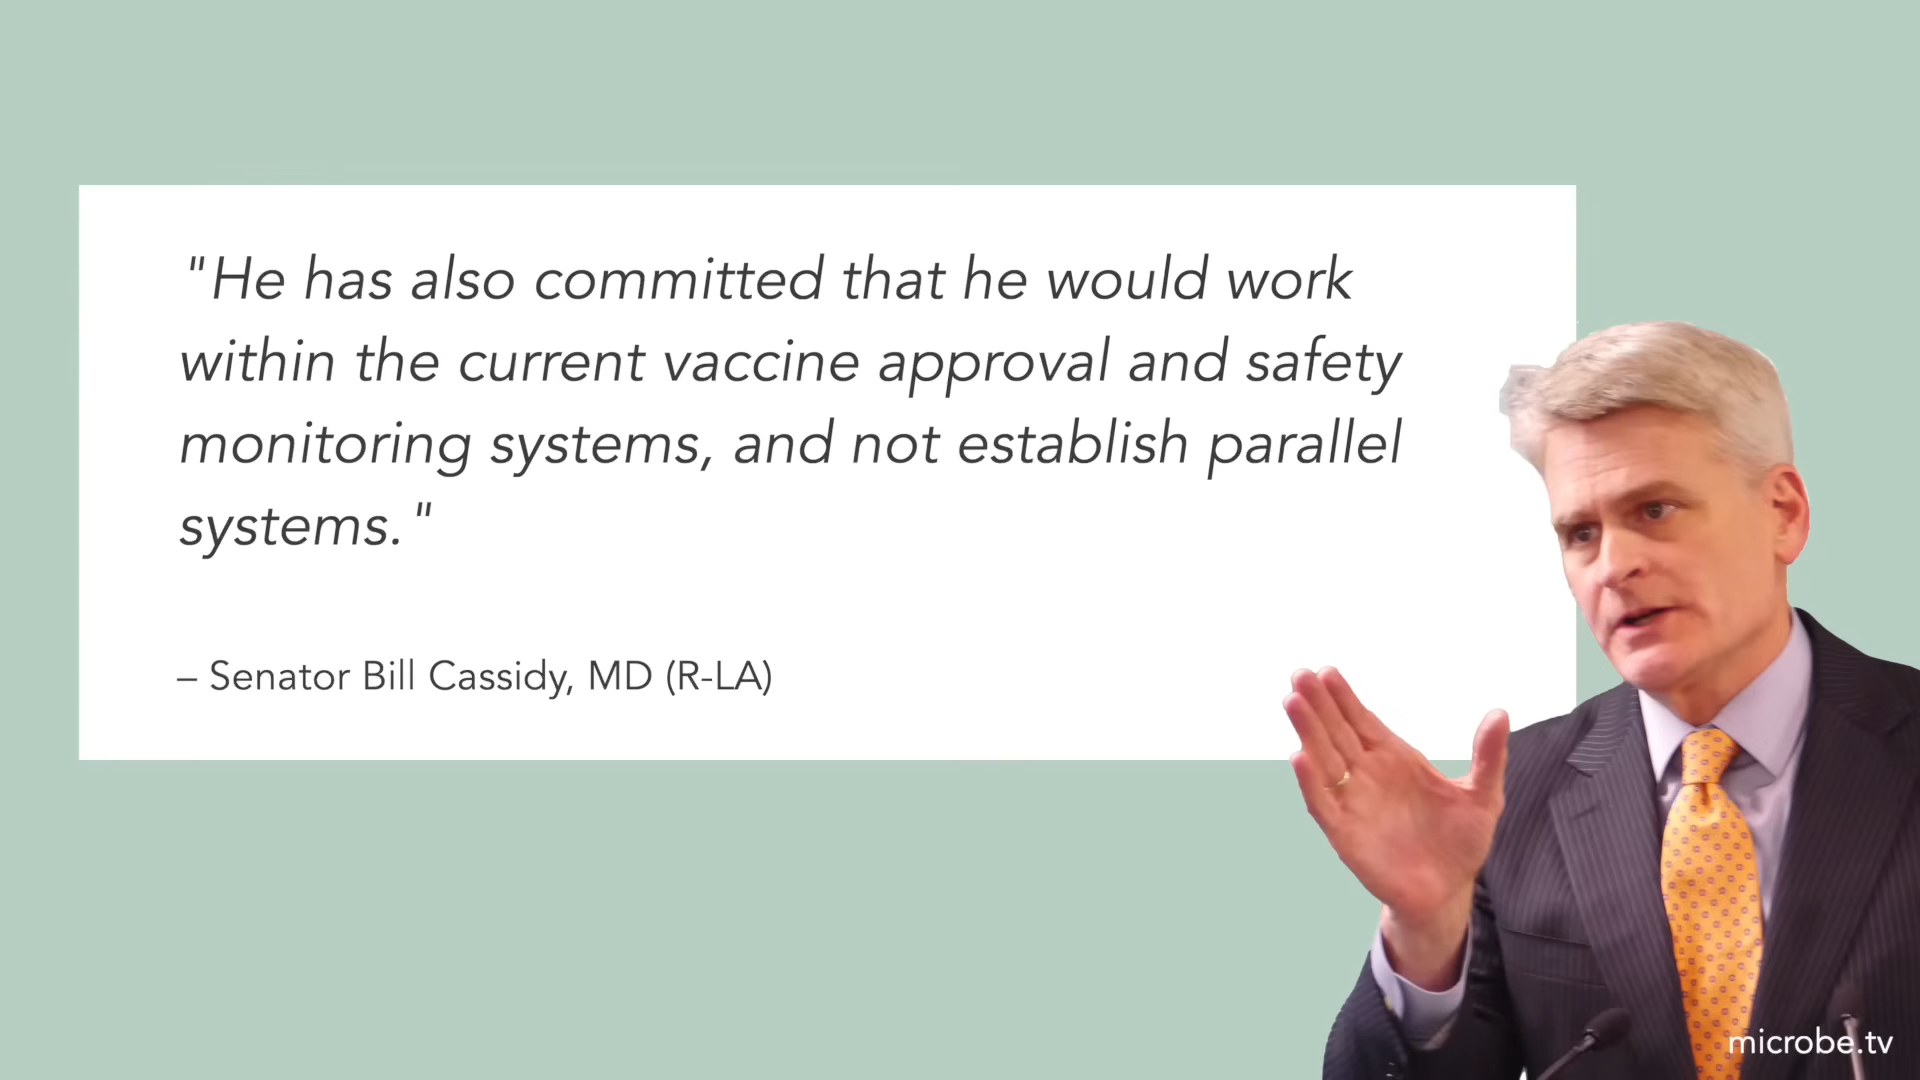 "He has also committed that he would work
within the current vaccine approval and safety
monitoring systems, and not establish parallel
systems."
– Senator Bill Cassidy, MD (R-LA)
microbe.tv